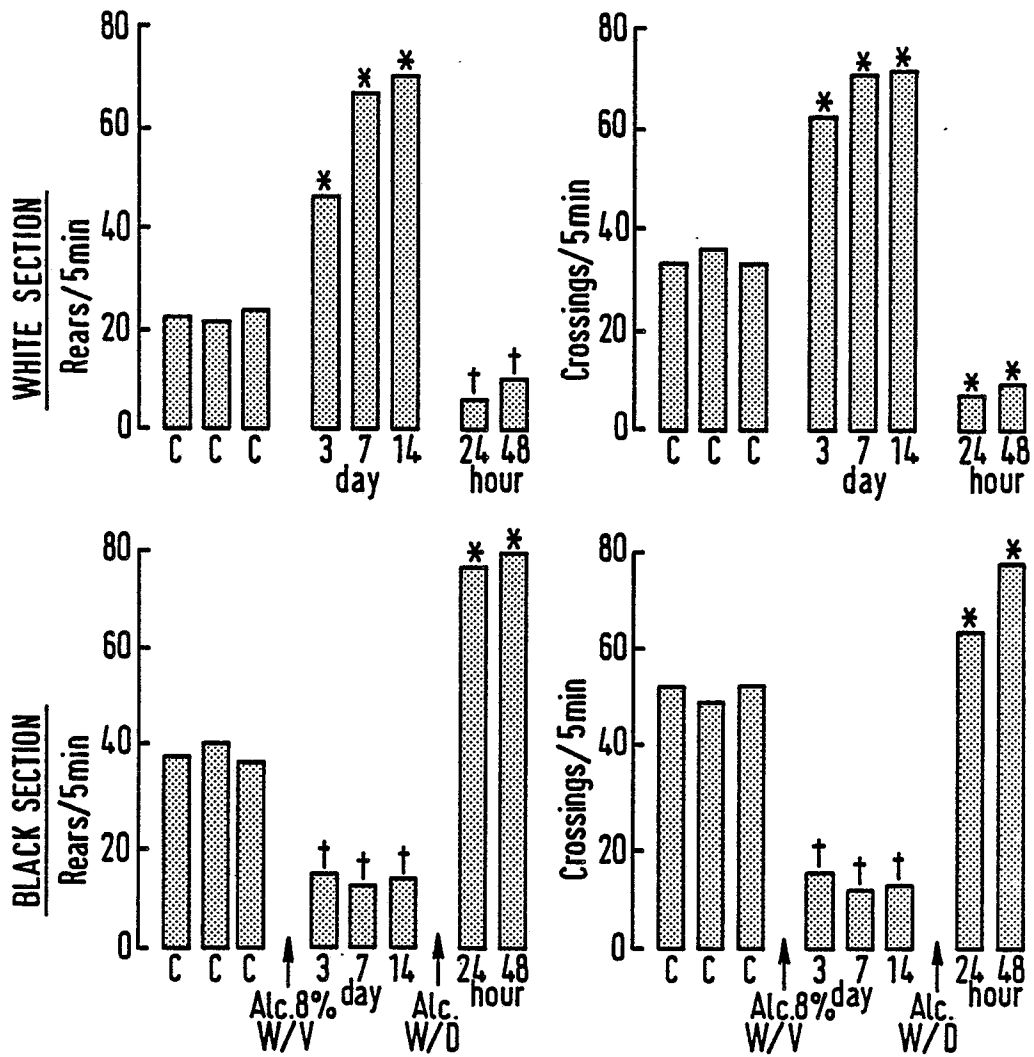 WHITE SECTION
Rears/5min
80
60
40
20
0
* * *
† †
C C C 3 7 14 24 48
day hour
Crossings/5min
80
60
40
20
0
* * *
* *
C C C 3 7 14 24 48
day hour
BLACK SECTION
Rears/5min
80
60
40
20
0
† † †
* *
C C C 3 7 14 24 48
day hour
Alc.8% Alc.
W/V W/D
Crossings/5min
80
60
40
20
0
† † †
* *
C C C 3 7 14 24 48
day hour
Alc.8% Alc.
W/V W/D